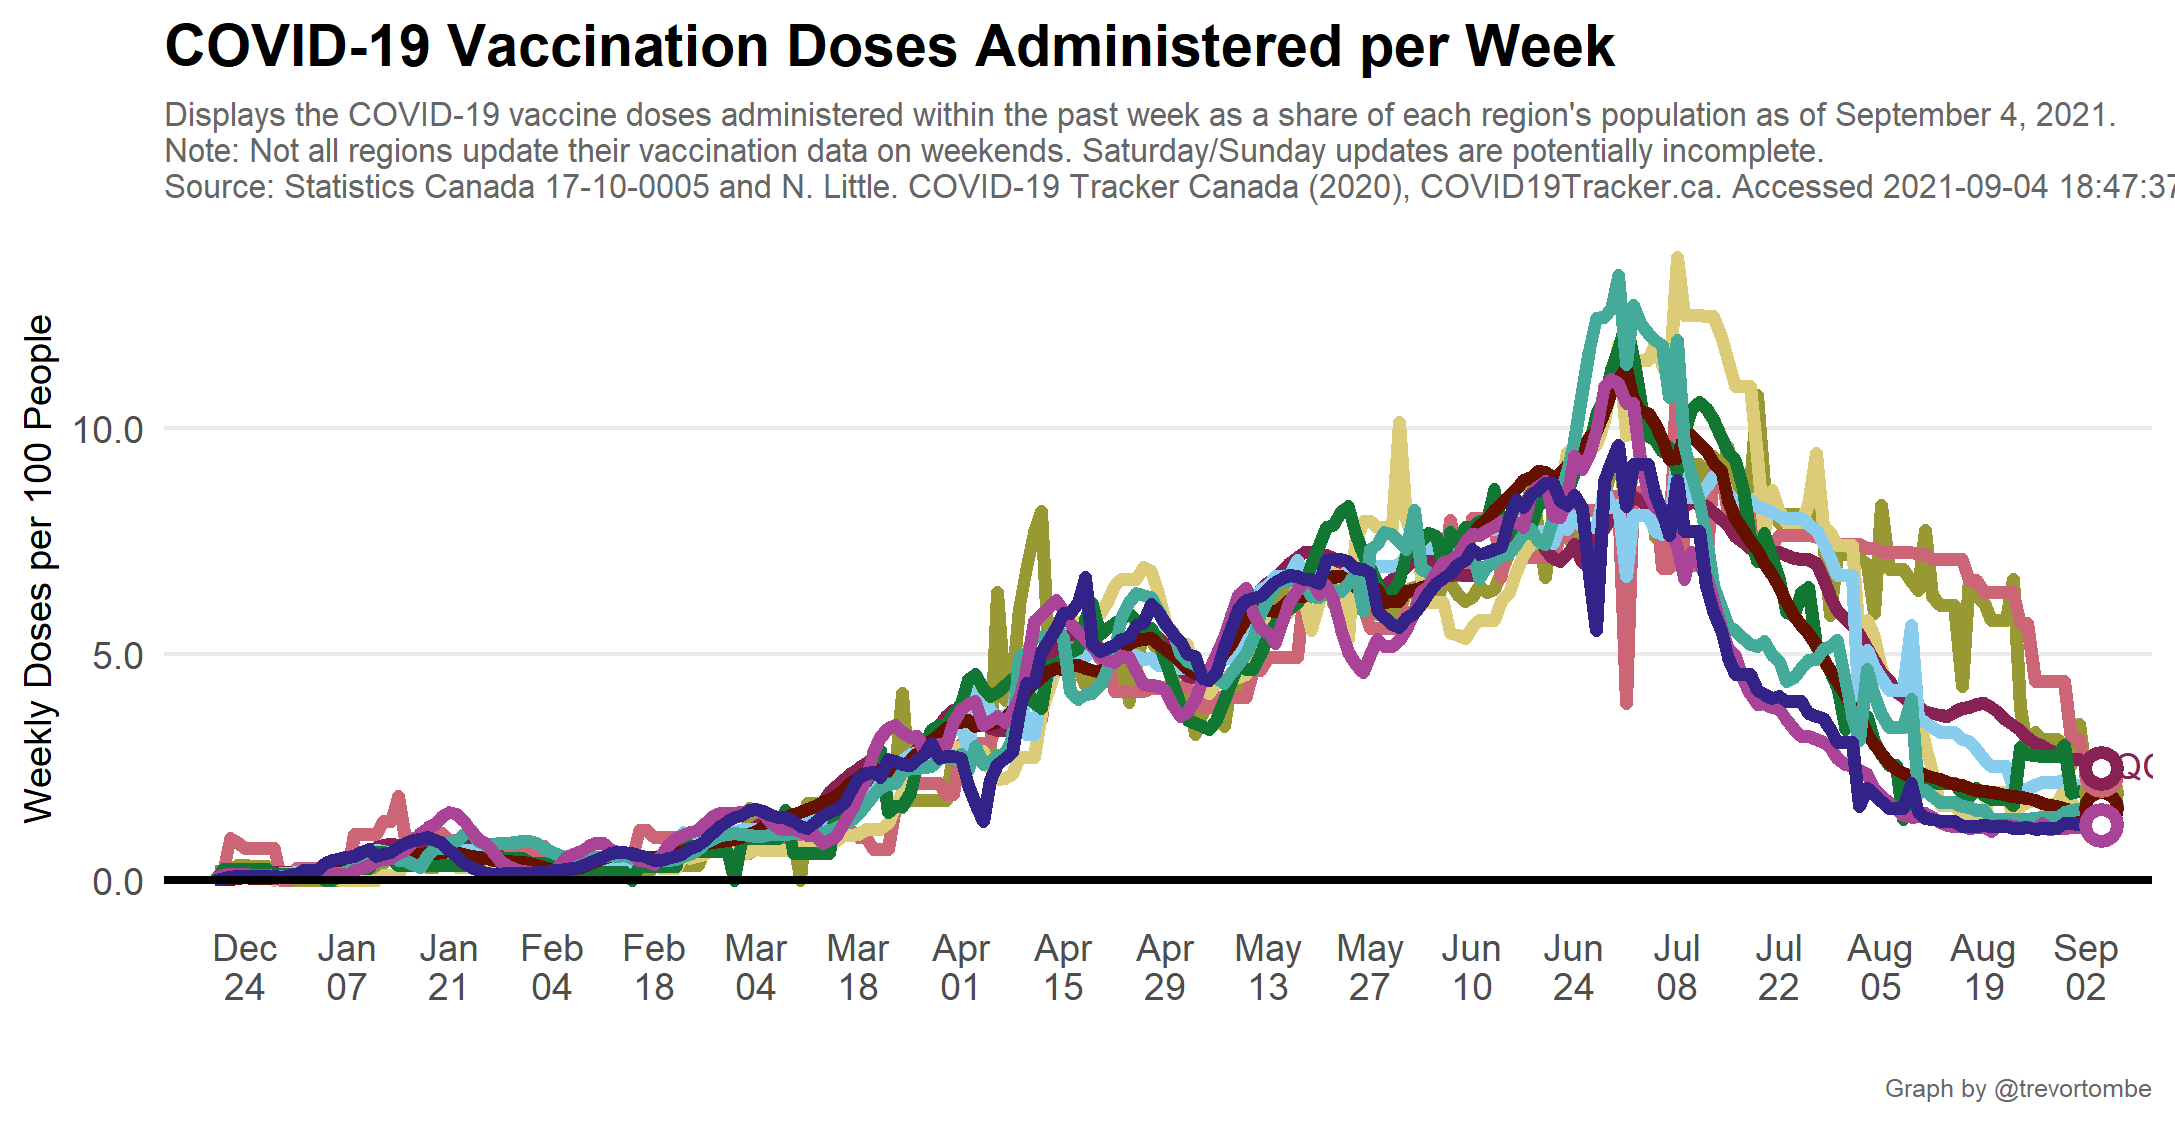 COVID-19 Vaccination Doses Administered per Week
Displays the COVID-19 vaccine doses administered within the past week as a share of each region's population as of September 4, 2021.
Note: Not all regions update their vaccination data on weekends. Saturday/Sunday updates are potentially incomplete.
Source: Statistics Canada 17-10-0005 and N. Little. COVID-19 Tracker Canada (2020), COVID19Tracker.ca. Accessed 2021-09-04 18:47:37
Weekly Doses per 100 People
10.0
5.0
0.0
QC
Dec 24
Jan 07
Jan 21
Feb 04
Feb 18
Mar 04
Mar 18
Apr 01
Apr 15
Apr 29
May 13
May 27
Jun 10
Jun 24
Jul 08
Jul 22
Aug 05
Aug 19
Sep 02
Graph by @trevortombe